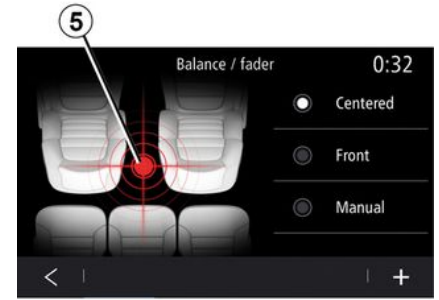 5
Balance / fader
0:32
Centered
Front
Manual
< +